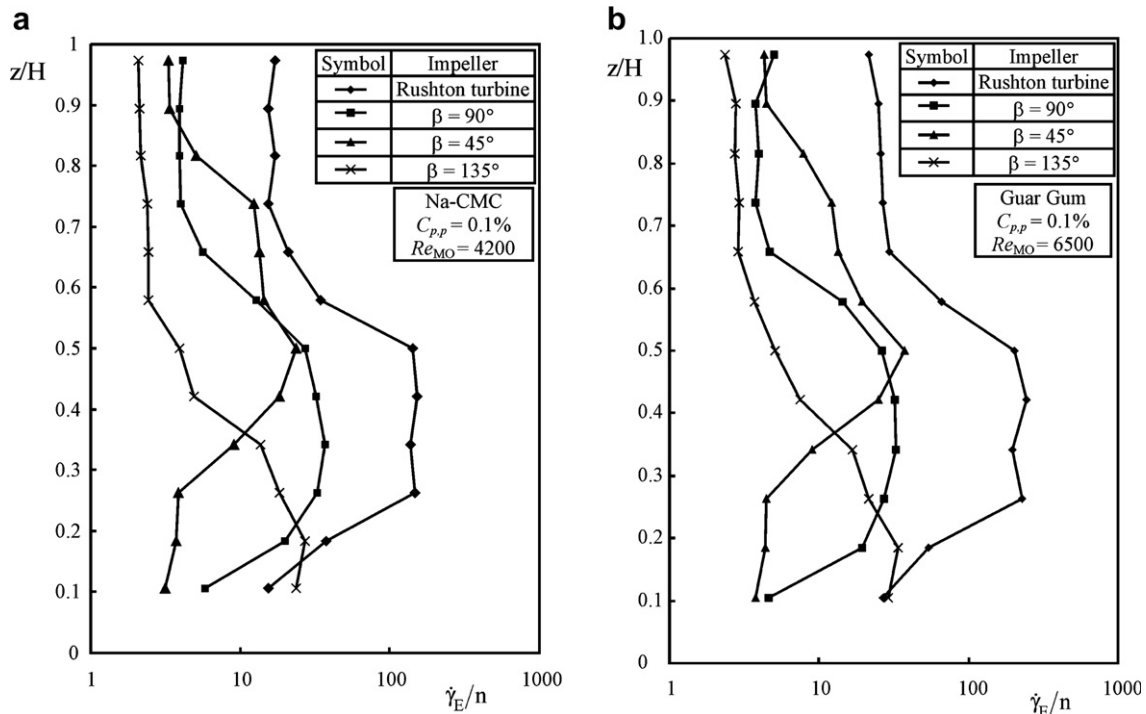 a
z/H
1
0.9
0.8
0.7
0.6
0.5
0.4
0.3
0.2
0.1
0
1 10 100 1000
γ̇E/n
Symbol Impeller
Rushton turbine
β = 90°
β = 45°
β = 135°
Na-CMC
Cp,p = 0.1%
ReMO = 4200
b
z/H
1.0
0.9
0.8
0.7
0.6
0.5
0.4
0.3
0.2
0.1
0
1 10 100 1000
γ̇E/n
Symbol Impeller
Rushton turbine
β = 90°
β = 45°
β = 135°
Guar Gum
Cp,p = 0.1%
ReMO = 6500